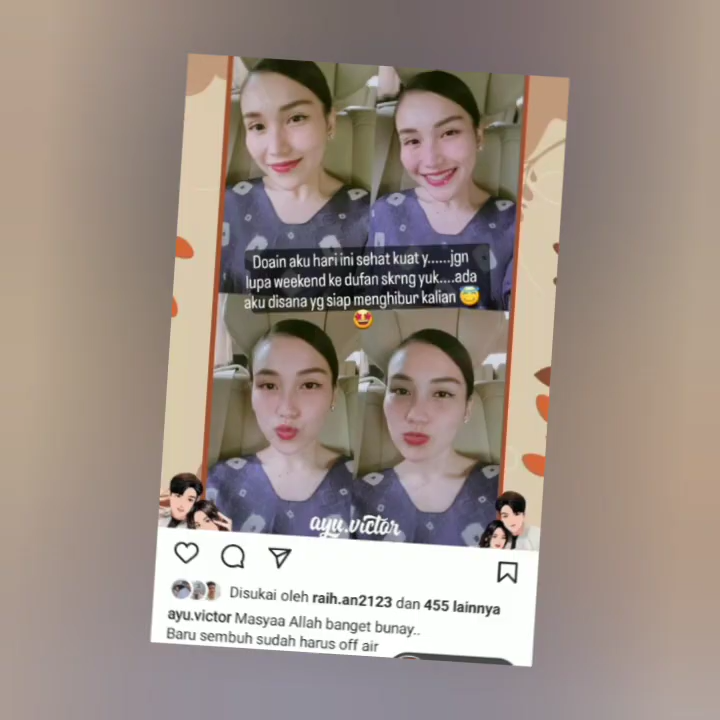 Doain aku hari ini sehat kuat y......jgn
lupa weekend ke dufan skrng yuk....ada
aku disana yg siap menghibur kalian 😇
🤩
ayu.victor
Disukai oleh raih.an2123 dan 455 lainnya
ayu.victor Masyaa Allah banget bunay..
Baru sembuh sudah harus off air